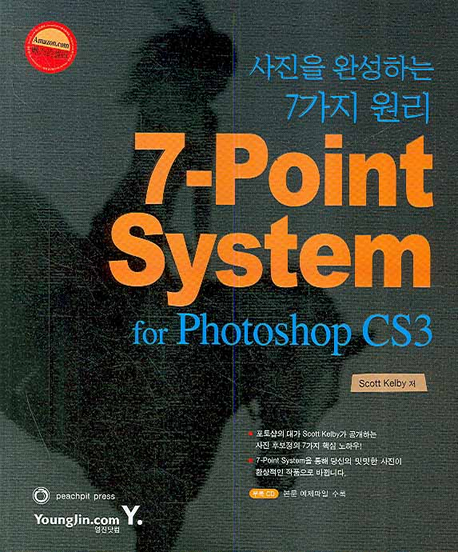 Amazon.com
사진을 완성하는
7가지 원리
7-Point
System
for Photoshop CS3
Scott Kelby 저
포토샵의 대가 Scott Kelby가 공개하는
사진 후보정의 7가지 핵심 노하우!
7-Point System을 통해 당신의 밋밋한 사진이
환상적인 작품으로 바뀝니다.
부록 CD 본문 예제파일 수록
peachpit press
YoungJin.com Y.
영진닷컴